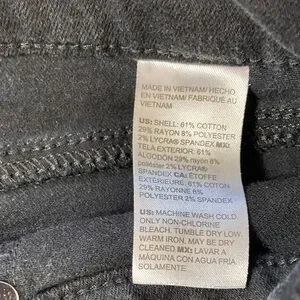 MADE IN VIETNAM/ HECHO
EN VIETNAM/ FABRIQUÉ AU
VIETNAM
US: SHELL: 61% COTTON
29% RAYON 8% POLYESTER
2% LYCRA® SPANDEX MX:
TELA EXTERIOR: 61%
ALGODÓN 29% rayón 8%
poliéster 2% LYCRA®
SPANDEX CA: ÉTOFFE
EXTÉRIEURE: 61% COTON
29% RAYONNE 8%
POLYESTER 2% SPANDEX
US: MACHINE WASH COLD
ONLY NON-CHLORINE
BLEACH. TUMBLE DRY LOW.
WARM IRON. MAY BE DRY
CLEANED MX: LAVAR A
MÁQUINA CON AGUA FRÍA
SOLAMENTE